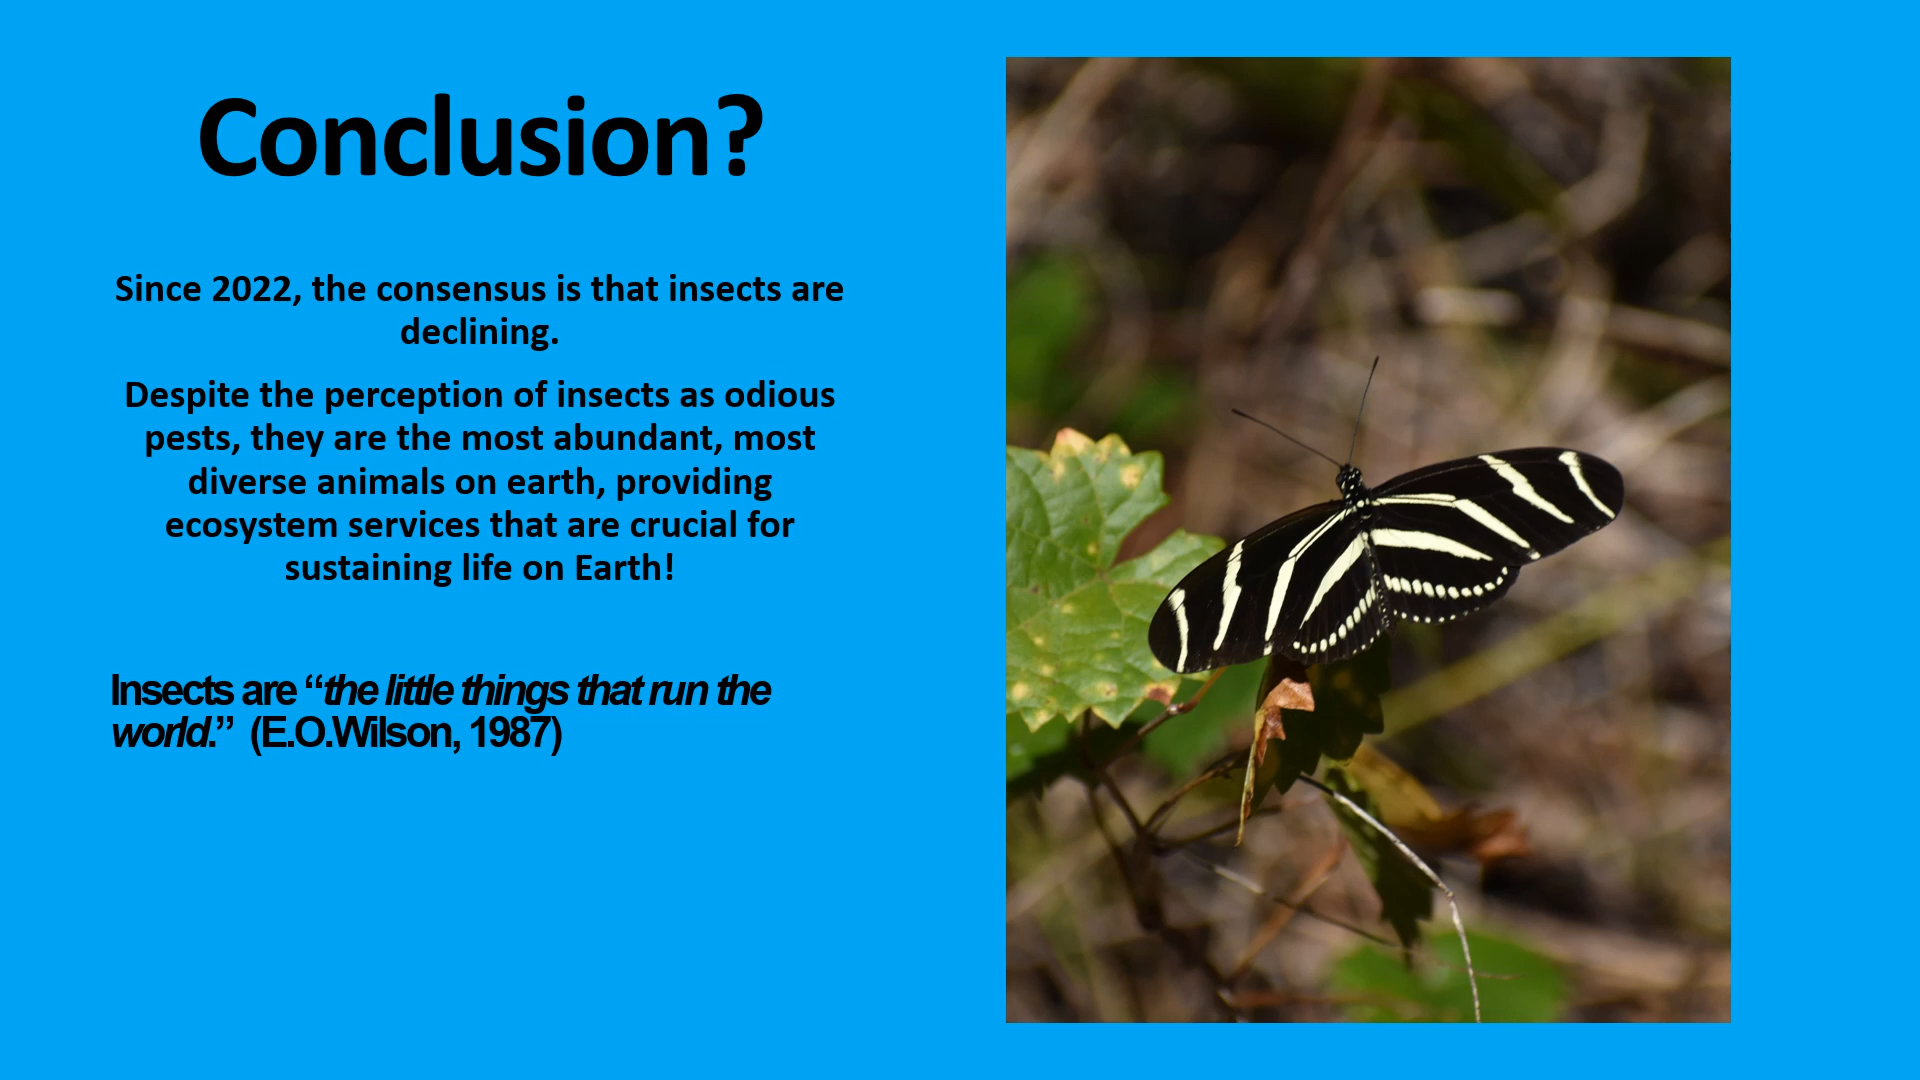 Conclusion?
Since 2022, the consensus is that insects are
declining.
Despite the perception of insects as odious
pests, they are the most abundant, most
diverse animals on earth, providing
ecosystem services that are crucial for
sustaining life on Earth!
Insects are “the little things that run the
world.” (E.O.Wilson, 1987)